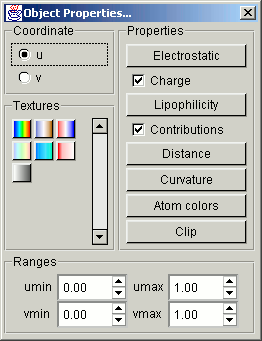 Object Properties...
Coordinate
u
v
Textures
Properties
Electrostatic
Charge
Lipophilicity
Contributions
Distance
Curvature
Atom colors
Clip
Ranges
umin 0.00 umax 1.00
vmin 0.00 vmax 1.00